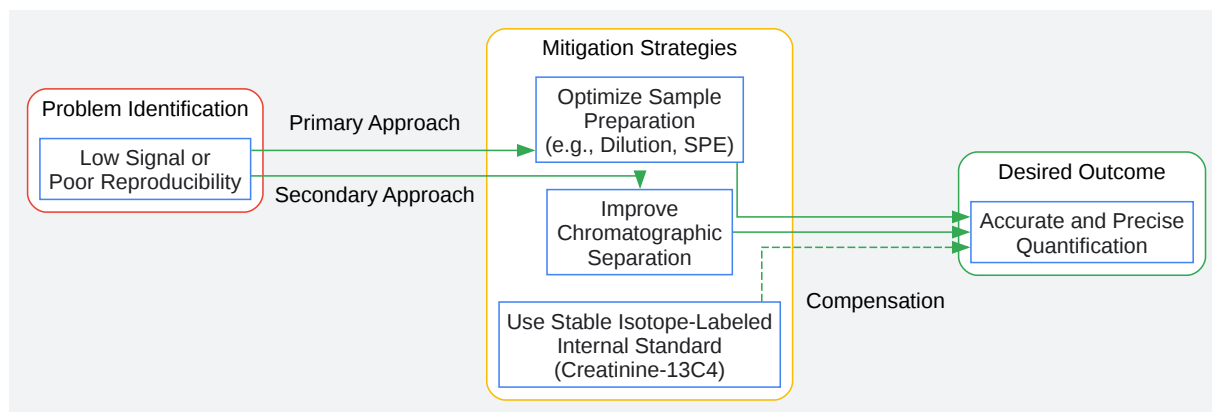 Problem Identification
Low Signal or
Poor Reproducibility
Primary Approach
Secondary Approach
Mitigation Strategies
Optimize Sample
Preparation
(e.g., Dilution, SPE)
Improve
Chromatographic
Separation
Use Stable Isotope-Labeled
Internal Standard
(Creatinine-13C4)
Compensation
Desired Outcome
Accurate and Precise
Quantification